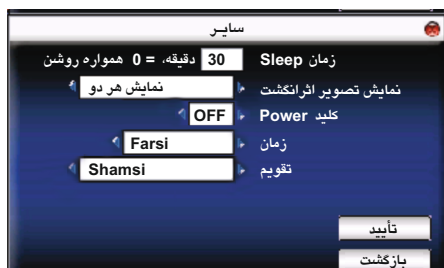 سایـر
زمان Sleep 30 دقیقه، = 0 همواره روشن
نمایش تصویر اثرانگشت نمایش هر دو
کلید Power OFF
زمان Farsi
تقویم Shamsi
تأیید
بازگشت